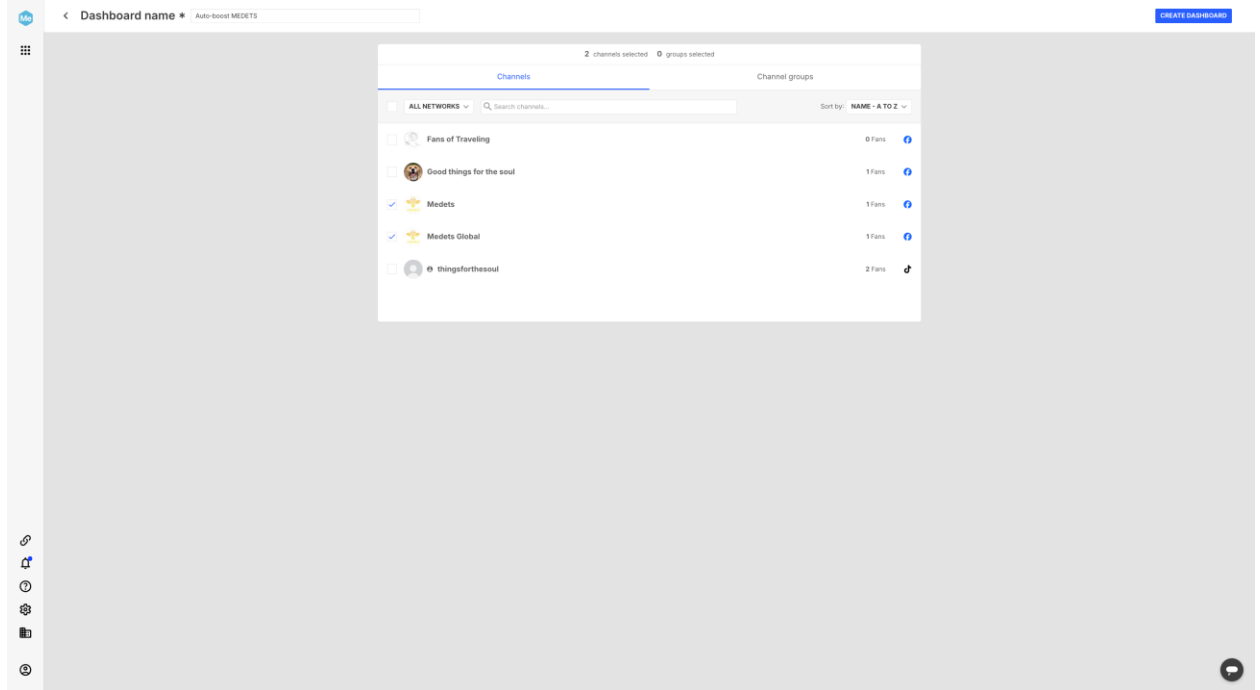 Me
Dashboard name * Auto-boost MEDETS
CREATE DASHBOARD
2 channels selected 0 groups selected
Channels
Channel groups
ALL NETWORKS
Search channels...
Sort by: NAME - A TO Z
Fans of Traveling 0 Fans
Good things for the soul 1 Fans
Medets 1 Fans
Medets Global 1 Fans
thingsforthesoul 2 Fans